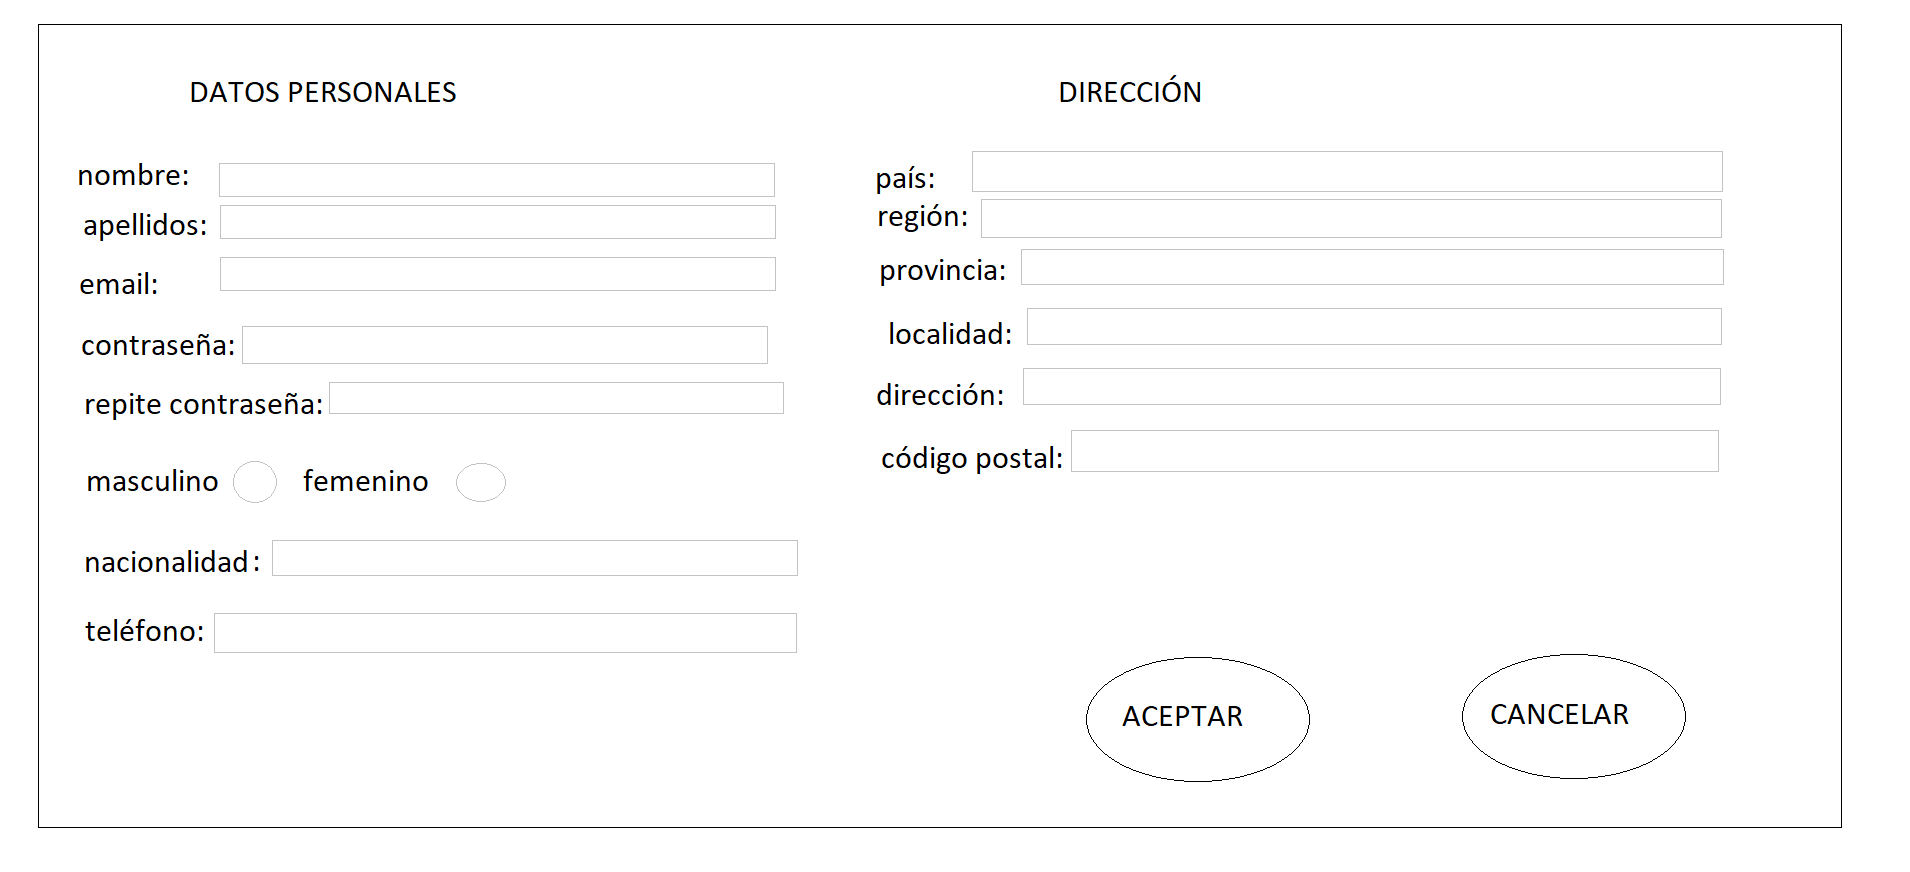 DATOS PERSONALES
nombre:
apellidos:
email:
contraseña:
repite contraseña:
masculino femenino
nacionalidad :
teléfono:
DIRECCIÓN
país:
región:
provincia:
localidad:
dirección:
código postal:
ACEPTAR CANCELAR